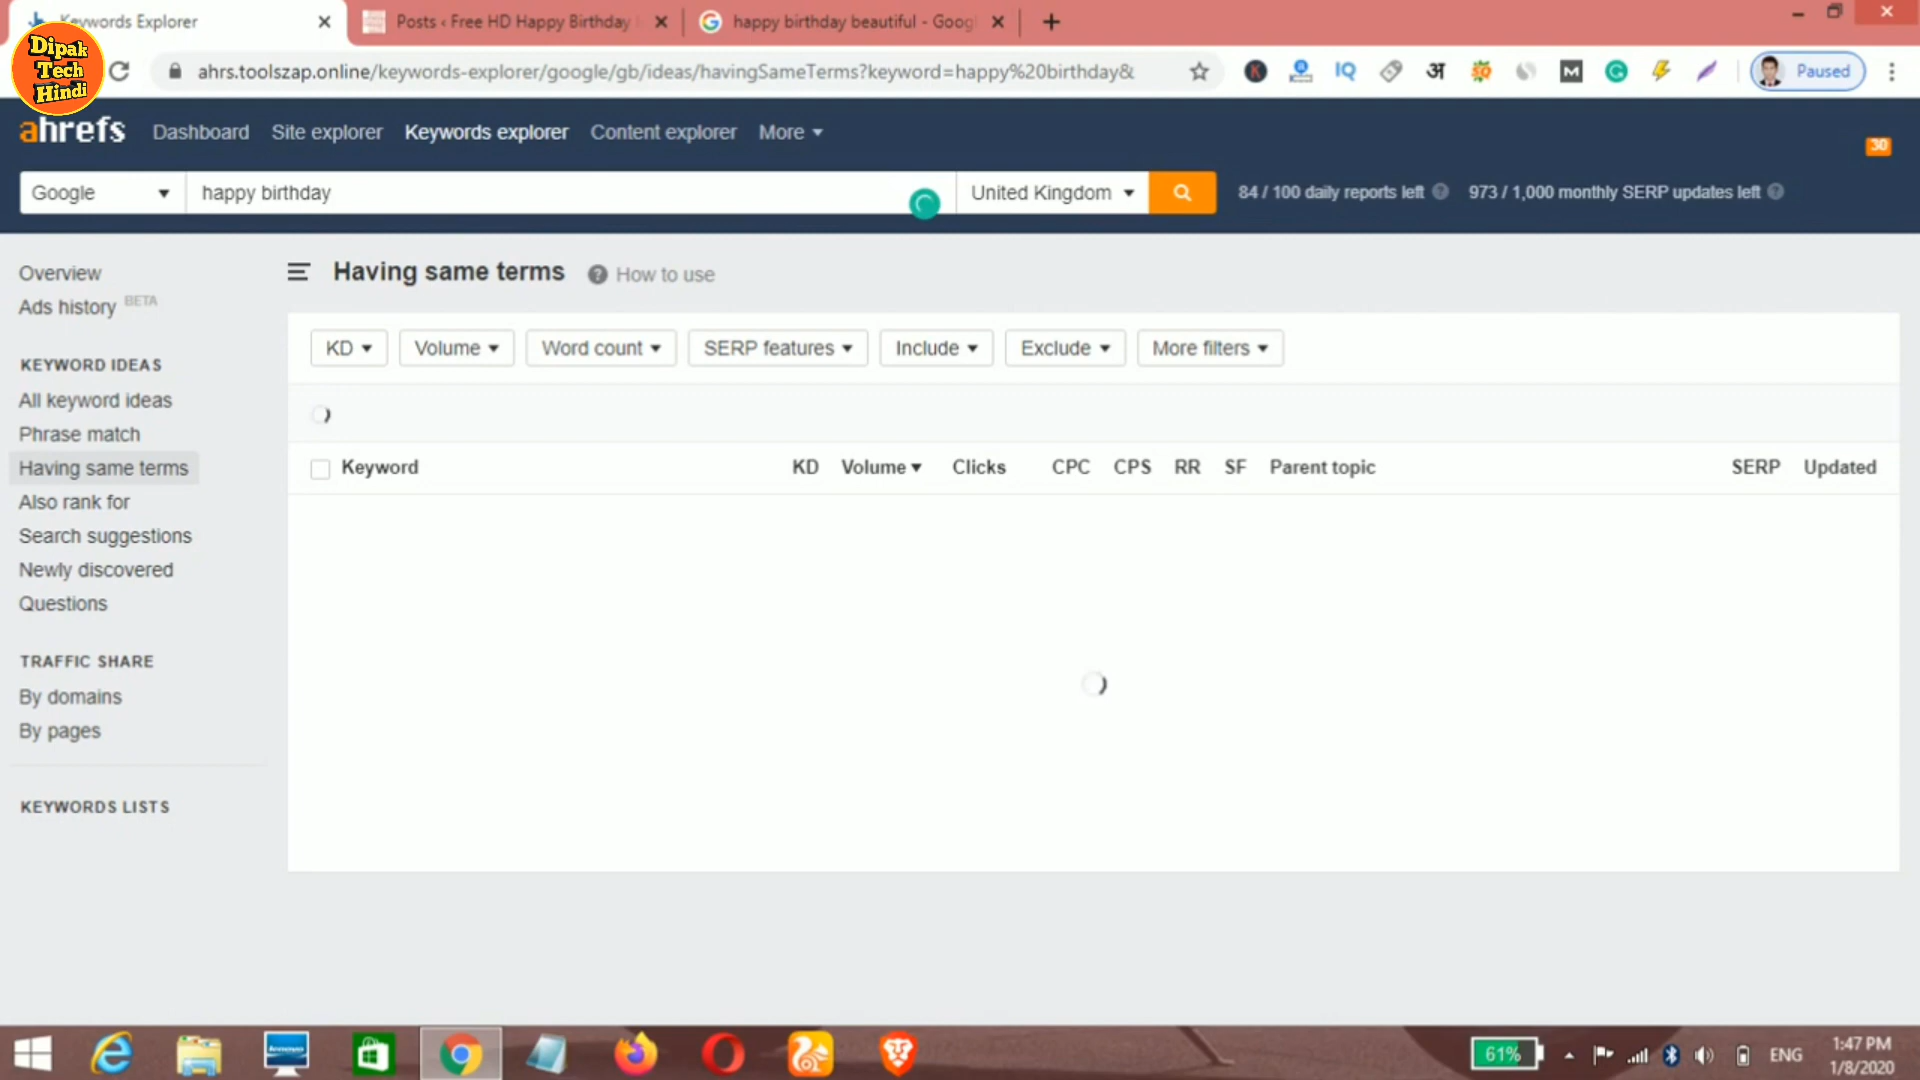 Keywords Explorer
Posts ‹ Free HD Happy Birthday
happy birthday beautiful - Goog
Dipak
Tech
Hindi
ahrs.toolszap.online/keywords-explorer/google/gb/ideas/havingSameTerms?keyword=happy%20birthday&
IQ
अ
M
Paused
ahrefs
Dashboard
Site explorer
Keywords explorer
Content explorer
More
30
Google
happy birthday
United Kingdom
84 / 100 daily reports left
973 / 1,000 monthly SERP updates left
Overview
Ads history BETA
KEYWORD IDEAS
All keyword ideas
Phrase match
Having same terms
Also rank for
Search suggestions
Newly discovered
Questions
TRAFFIC SHARE
By domains
By pages
KEYWORDS LISTS
Having same terms
How to use
KD
Volume
Word count
SERP features
Include
Exclude
More filters
Keyword
KD
Volume
Clicks
CPC
CPS
RR
SF
Parent topic
SERP
Updated
61%
ENG
1:47 PM
1/8/2020